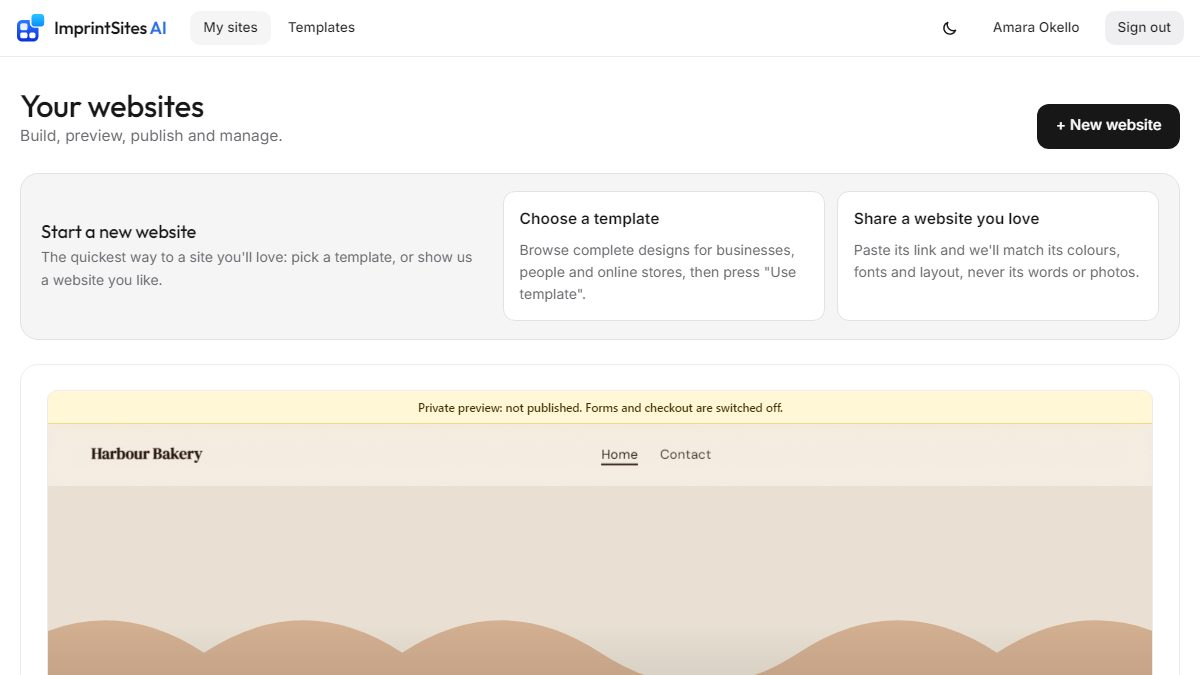 ImprintSites AI
My sites
Templates
Amara Okello
Sign out
Your websites
Build, preview, publish and manage.
+ New website
Start a new website
The quickest way to a site you'll love: pick a template, or show us
a website you like.
Choose a template
Browse complete designs for businesses,
people and online stores, then press "Use
template".
Share a website you love
Paste its link and we'll match its colours,
fonts and layout, never its words or photos.
Private preview: not published. Forms and checkout are switched off.
Harbour Bakery
Home
Contact